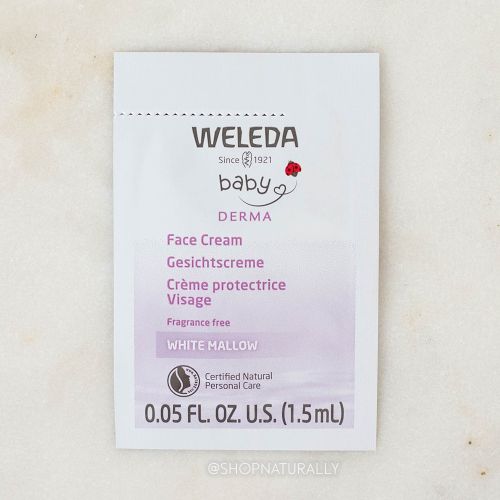 WELEDA
Since 1921
baby
DERMA
Face Cream
Gesichtscreme
Crème protectrice
Visage
Fragrance free
WHITE MALLOW
Certified Natural
Personal Care
0.05 FL. OZ. U.S. (1.5mL)
@SHOPNATURALLY